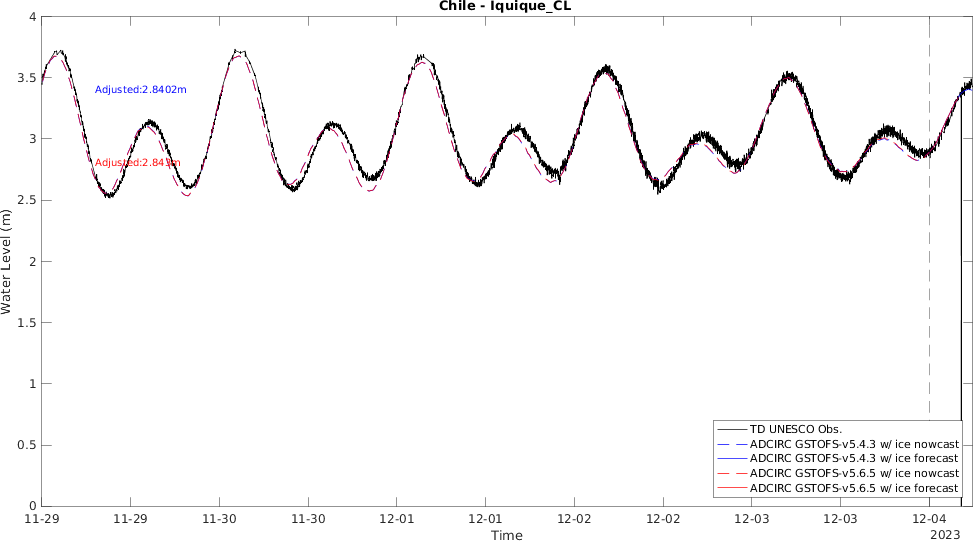 Chile - Iquique_CL
4
3.5
3
2.5
2
1.5
1
0.5
0
Water Level (m)
Adjusted:2.8402m
TD UNESCO Obs.
ADCIRC GSTOFS-v5.4.3 w/ ice nowcast
ADCIRC GSTOFS-v5.4.3 w/ ice forecast
ADCIRC GSTOFS-v5.6.5 w/ ice nowcast
ADCIRC GSTOFS-v5.6.5 w/ ice forecast
11-29
11-29
11-30
11-30
12-01
12-01
12-02
12-02
12-03
12-03
12-04
2023
Time